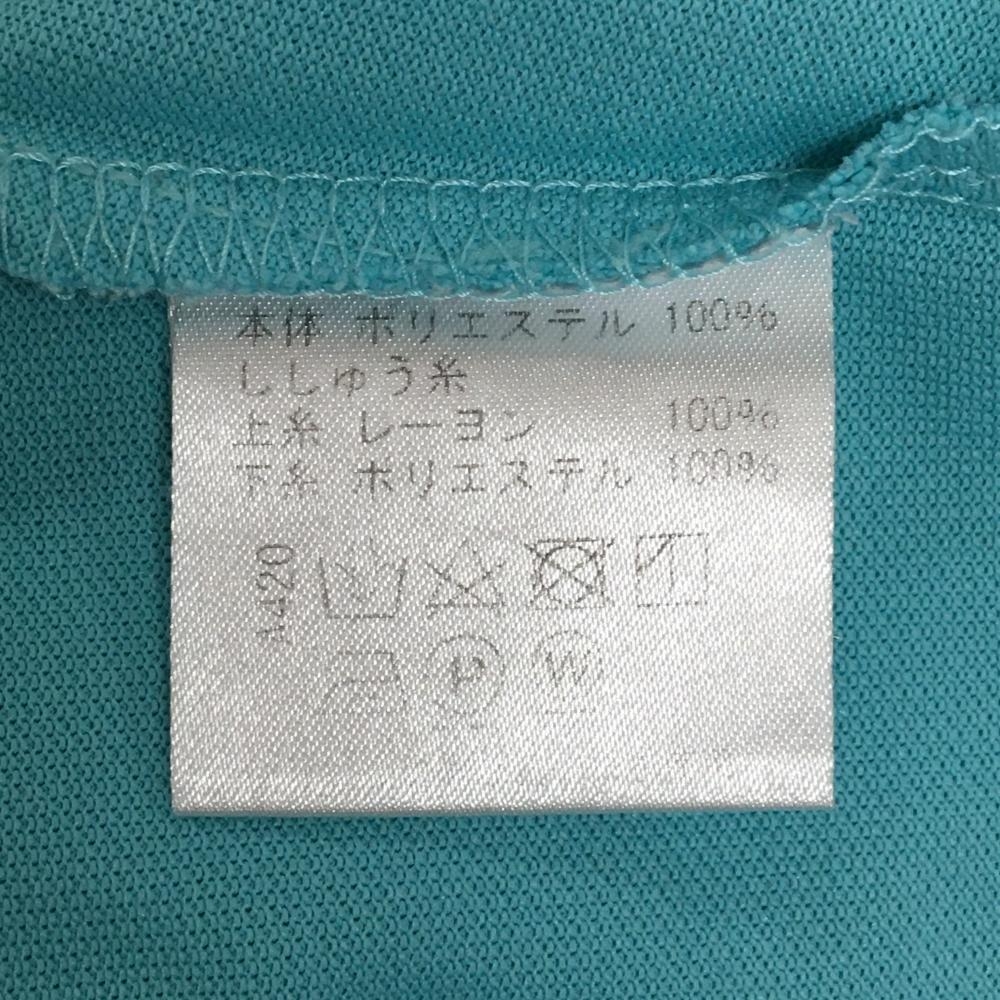 本体 ポリエステル 100%
ししゅう糸
上糸 レーヨン 100%
下糸 ポリエステル 100%
A420
P W